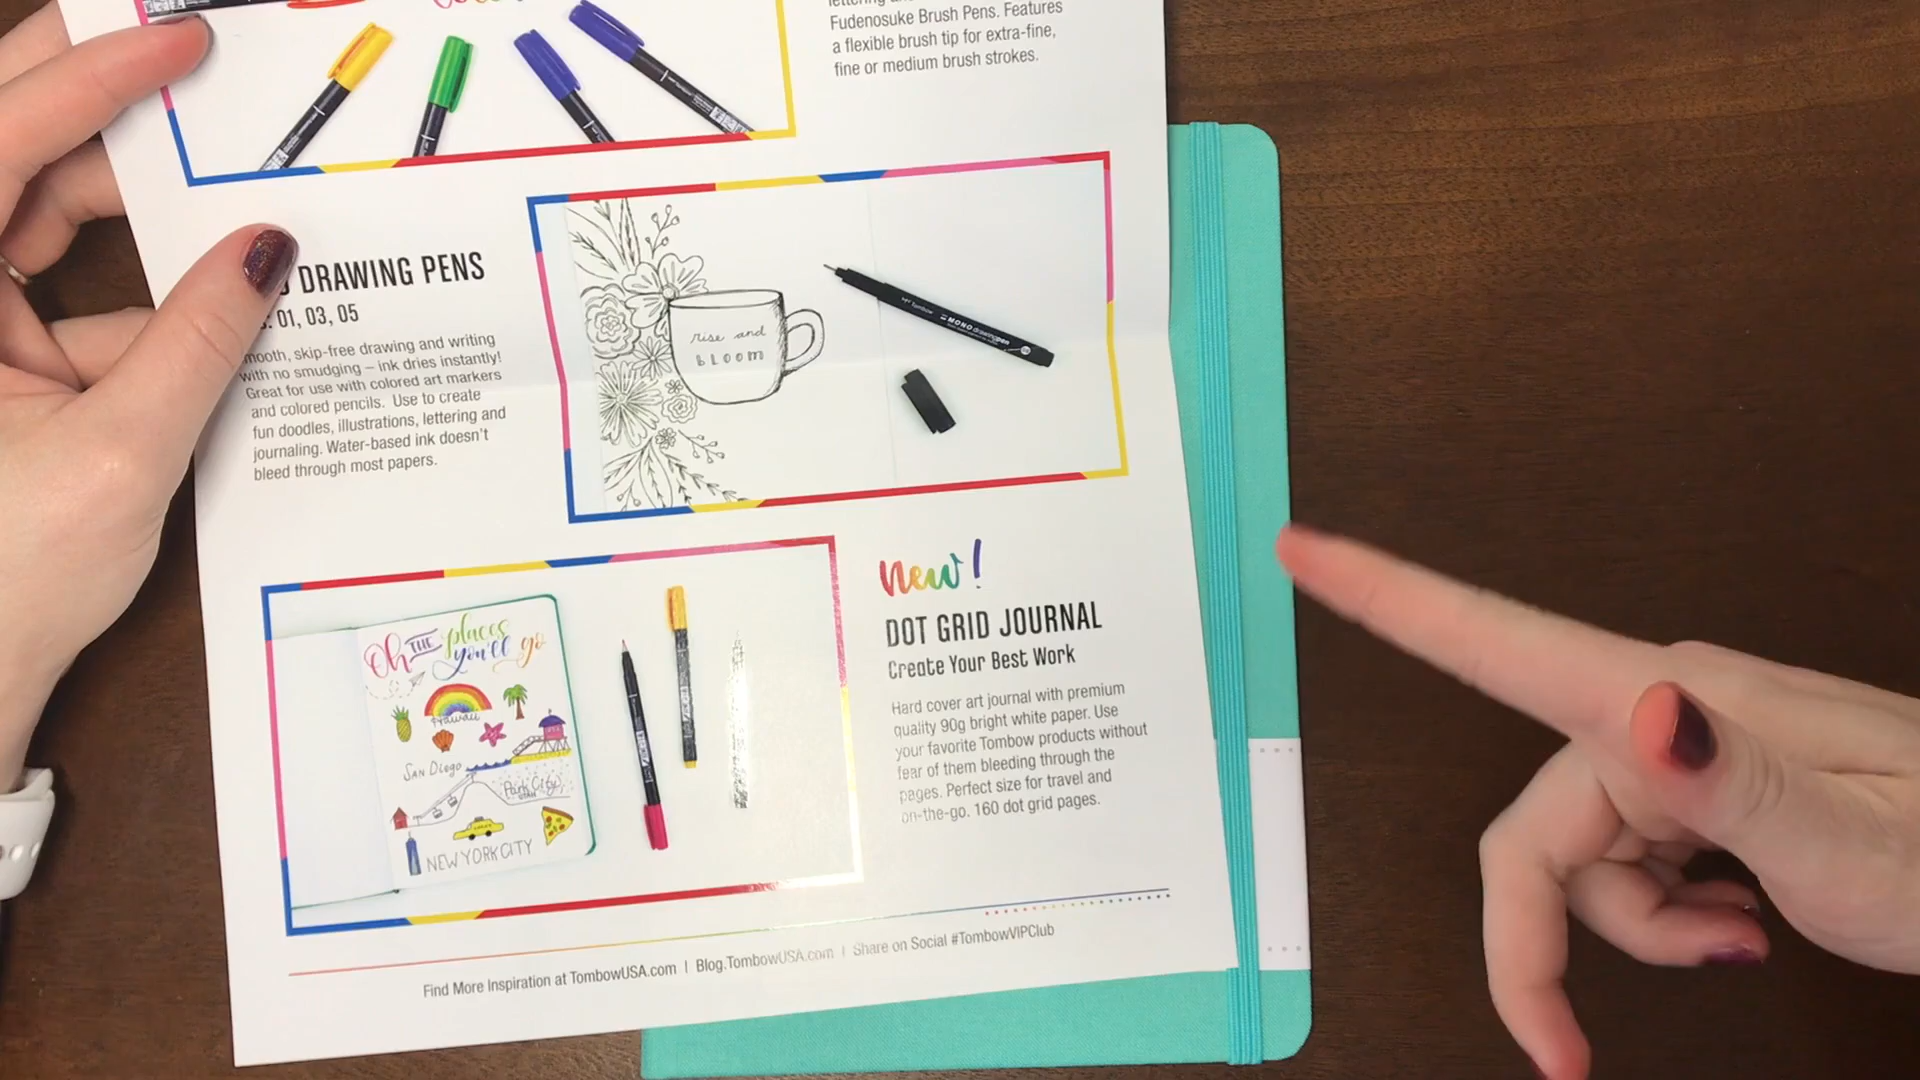 Fudenosuke Brush Pens. Features
a flexible brush tip for extra-fine,
fine or medium brush strokes.
DRAWING PENS
01, 03, 05
mooth, skip-free drawing and writing
with no smudging – ink dries instantly!
Great for use with colored art markers
and colored pencils. Use to create
fun doodles, illustrations, lettering and
journaling. Water-based ink doesn't
bleed through most papers.
rise and
BLOOM
Tombow MONO drawing pen
New!
DOT GRID JOURNAL
Create Your Best Work
Hard cover art journal with premium
quality 90g bright white paper. Use
your favorite Tombow products without
fear of them bleeding through the
pages. Perfect size for travel and
on-the-go. 160 dot grid pages.
Oh THE places
you'll go
Hawaii
SAN DIEGO
Park City
UTAH
NEW YORK CITY
Find More Inspiration at TombowUSA.com | Blog.TombowUSA.com | Share on Social #TombowVIPClub